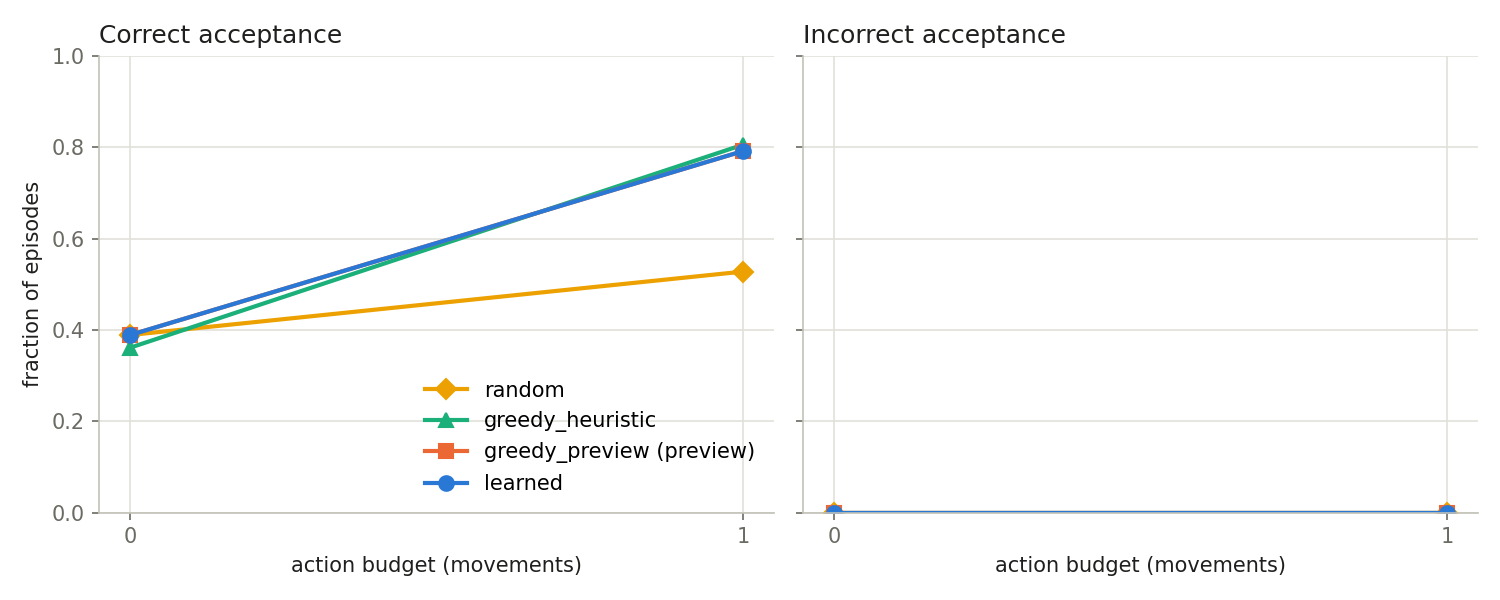 Correct acceptance
Incorrect acceptance
fraction of episodes
1.0
0.8
0.6
0.4
0.2
0.0
random
greedy_heuristic
greedy_preview (preview)
learned
0
1
0
1
action budget (movements)
action budget (movements)